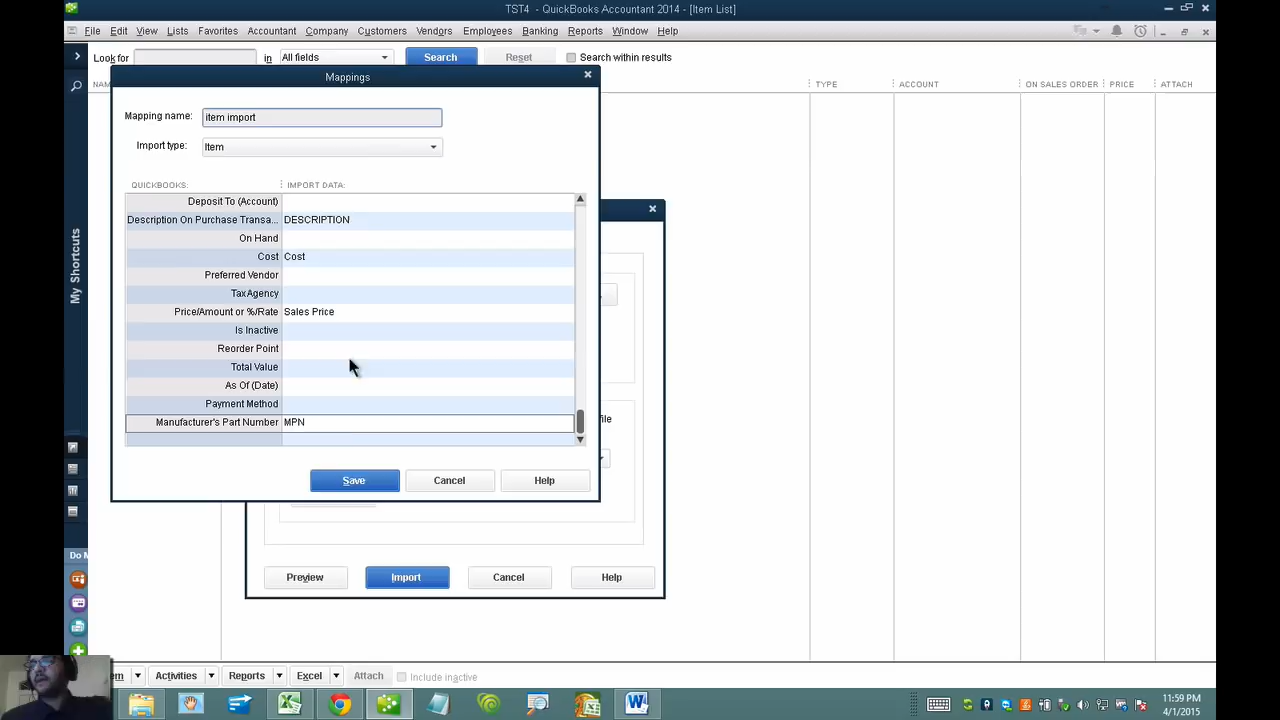 TST4 - QuickBooks Accountant 2014 - [Item List]
File Edit View Lists Favorites Accountant Company Customers Vendors Employees Banking Reports Window Help
Look for in All fields Search Reset Search within results
TYPE ACCOUNT ON SALES ORDER PRICE ATTACH
My Shortcuts
Mappings
Mapping name: item import
Import type: Item
QUICKBOOKS: IMPORT DATA:
Deposit To (Account)
Description On Purchase Transa... DESCRIPTION
On Hand
Cost Cost
Preferred Vendor
Tax Agency
Price/Amount or %/Rate Sales Price
Is Inactive
Reorder Point
Total Value
As Of (Date)
Payment Method
Manufacturer's Part Number MPN
Save Cancel Help
Preview Import Cancel Help
Activities Reports Excel Attach Include inactive
11:59 PM
4/1/2015